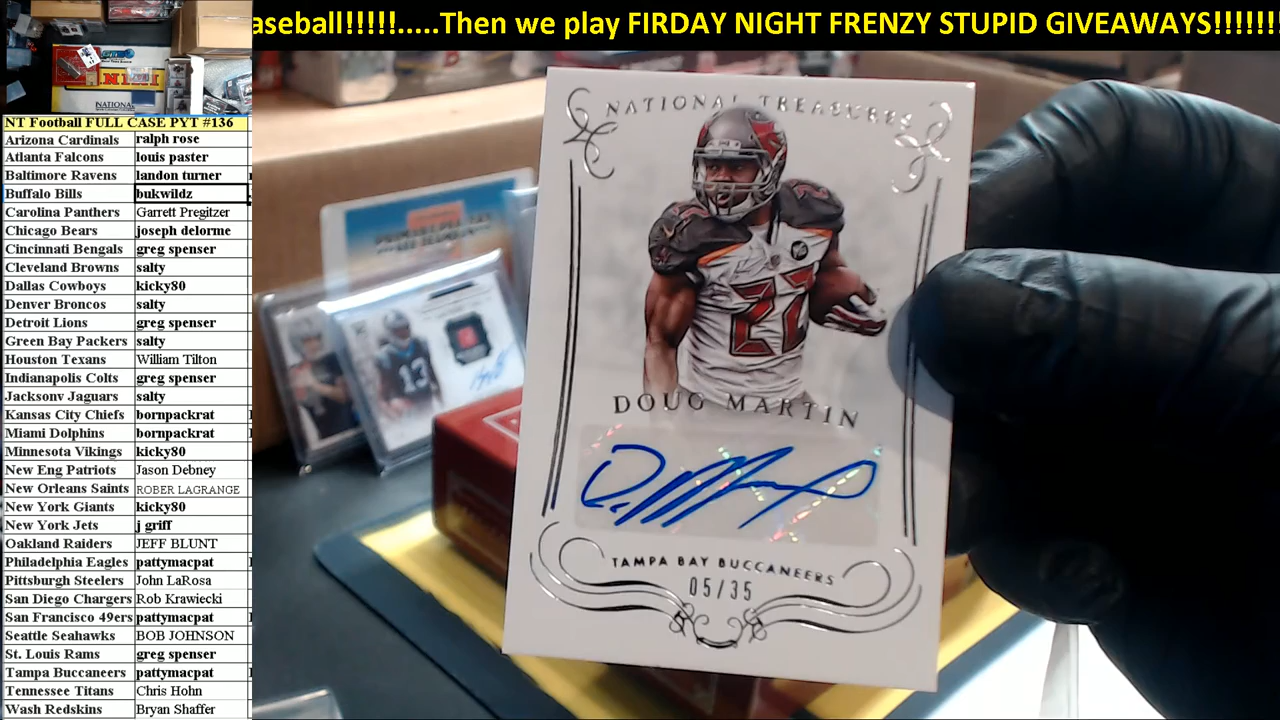 aseball!!!!!.....Then we play FIRDAY NIGHT FRENZY STUPID GIVEAWAYS!!!!!!!
NT Football FULL CASE PYT #136
Arizona Cardinals ralph rose
Atlanta Falcons louis paster
Baltimore Ravens landon turner
Buffalo Bills bukwildz
Carolina Panthers Garrett Pregitzer
Chicago Bears joseph delorme
Cincinnati Bengals greg spenser
Cleveland Browns salty
Dallas Cowboys kicky80
Denver Broncos salty
Detroit Lions greg spenser
Green Bay Packers salty
Houston Texans William Tilton
Indianapolis Colts greg spenser
Jacksonv Jaguars salty
Kansas City Chiefs bornpackrat
Miami Dolphins bornpackrat
Minnesota Vikings kicky80
New Eng Patriots Jason Debney
New Orleans Saints ROBER LAGRANGE
New York Giants kicky80
New York Jets j griff
Oakland Raiders JEFF BLUNT
Philadelphia Eagles pattymacpat
Pittsburgh Steelers John LaRosa
San Diego Chargers Rob Krawiecki
San Francisco 49ers pattymacpat
Seattle Seahawks BOB JOHNSON
St. Louis Rams greg spenser
Tampa Buccaneers pattymacpat
Tennessee Titans Chris Hohn
Wash Redskins Bryan Shaffer
PANINI
NATIONAL
NATIONAL TREASURES
22
DOUG MARTIN
TAMPA BAY BUCCANEERS
05/35
13